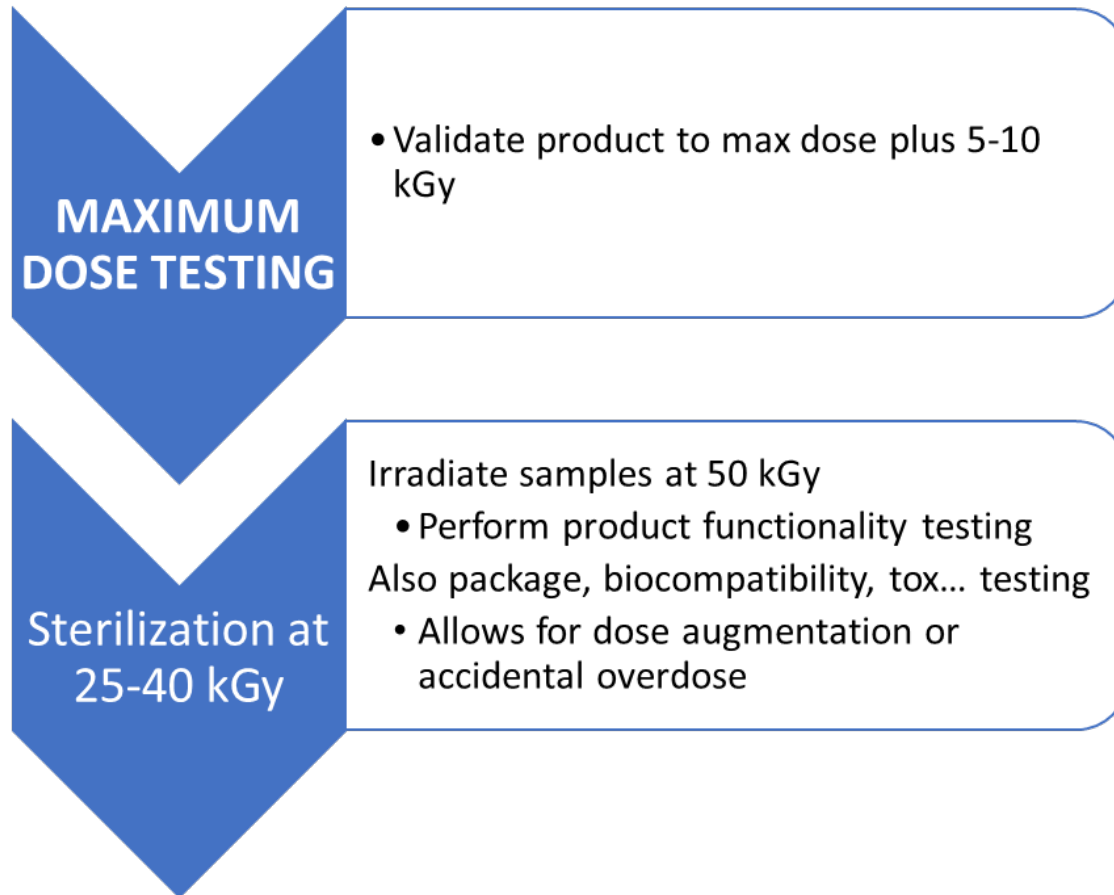 MAXIMUM
DOSE TESTING
• Validate product to max dose plus 5-10
kGy
Sterilization at
25-40 kGy
Irradiate samples at 50 kGy
• Perform product functionality testing
Also package, biocompatibility, tox... testing
• Allows for dose augmentation or
accidental overdose